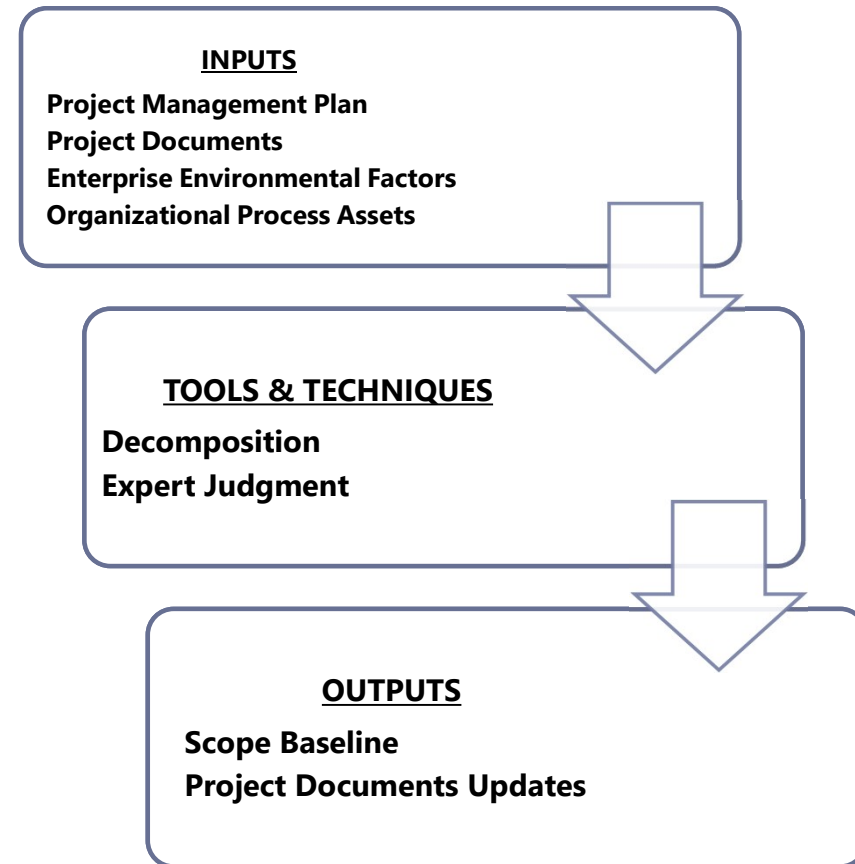 INPUTS
Project Management Plan
Project Documents
Enterprise Environmental Factors
Organizational Process Assets
TOOLS & TECHNIQUES
Decomposition
Expert Judgment
OUTPUTS
Scope Baseline
Project Documents Updates